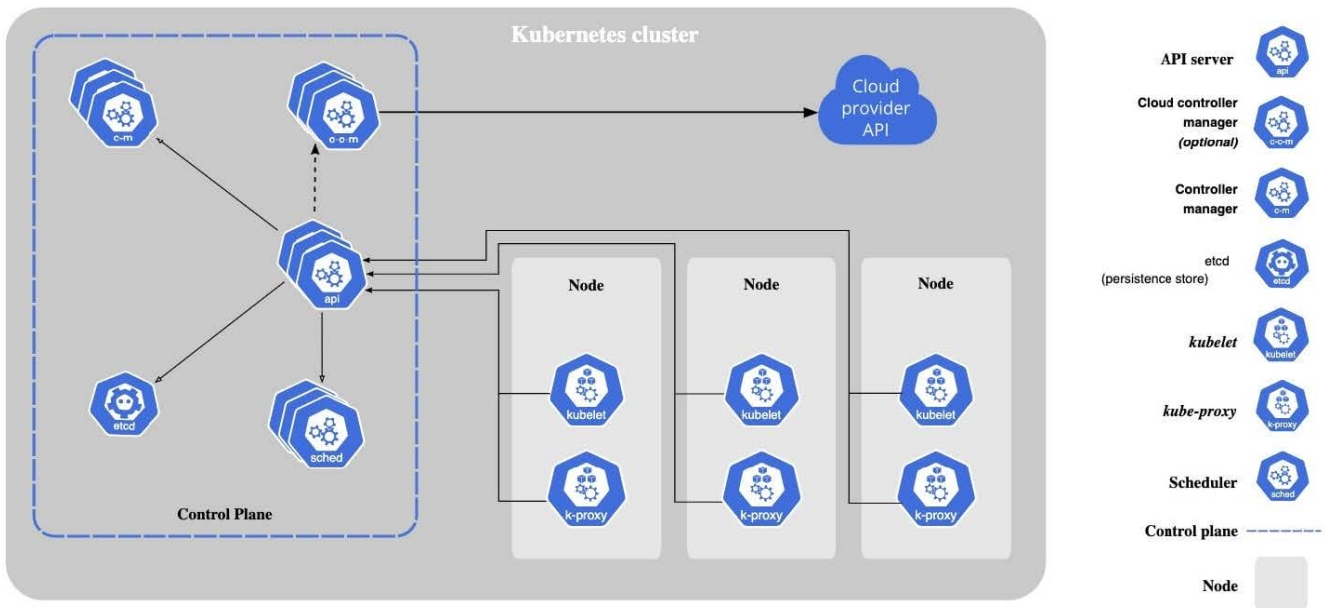 Kubernetes cluster
c-m
c-c-m
Cloud
provider
API
api
etcd
sched
Control Plane
Node
kubelet
k-proxy
Node
kubelet
k-proxy
Node
kubelet
k-proxy
API server
api
Cloud controller
manager
(optional)
c-c-m
Controller
manager
c-m
etcd
(persistence store)
etcd
kubelet
kubelet
kube-proxy
k-proxy
Scheduler
sched
Control plane
Node